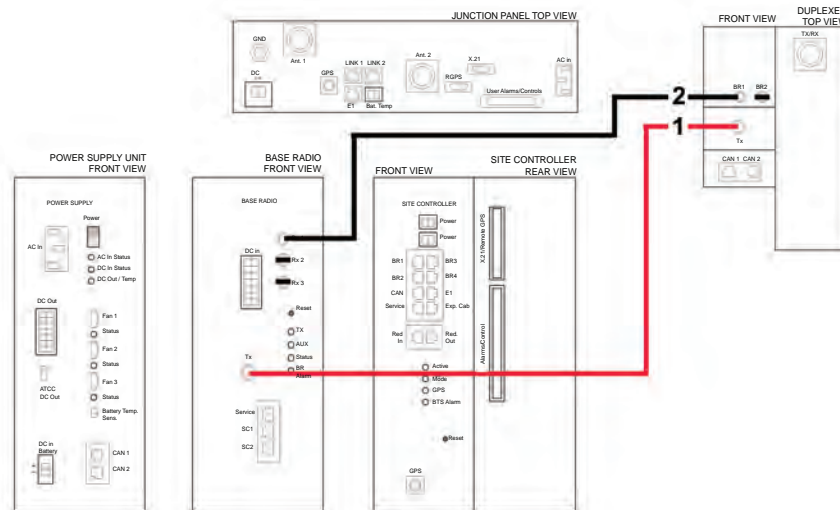 JUNCTION PANEL TOP VIEW
GND
Ant. 1
DC
GPS
LINK 1 LINK 2
E1
Bat. Temp
Ant. 2
X.21
RGPS
User Alarms/Controls
AC in
FRONT VIEW
DUPLEXE
TOP VIEW
TX/RX
BR1 BR2
2
1
Tx
CAN 1 CAN 2
POWER SUPPLY UNIT
FRONT VIEW
POWER SUPPLY
Power
AC In
AC In Status
DC In Status
DC Out / Temp
DC Out
Fan 1
Status
Fan 2
Status
Fan 3
Status
ATCC
DC Out
Battery Temp.
Sens.
DC in
Battery
CAN 1
CAN 2
BASE RADIO
FRONT VIEW
BASE RADIO
DC in
Rx 2
Rx 3
Reset
TX
AUX
Status
BR
Alarm
Tx
Service
SC1
SC2
FRONT VIEW
SITE CONTROLLER
REAR VIEW
SITE CONTROLLER
Power
Power
BR1 BR3
BR2 BR4
CAN E1
Service Exp. Cab
Red
In
Red.
Out
Active
Mode
GPS
BTS Alarm
Reset
GPS
X.21/Remote GPS
Alarms/Control